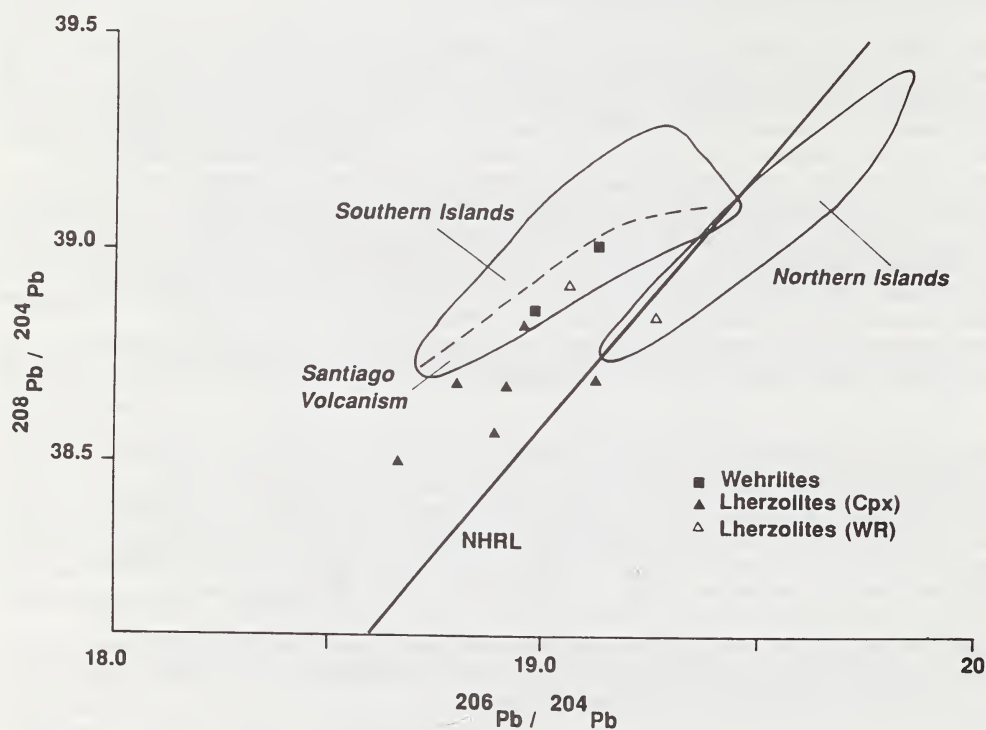 39.5
39.0
38.5
208Pb / 204Pb
Southern Islands
Santiago
Volcanism
Northern Islands
NHRL
■ Wehrlites
▲ Lherzolites (Cpx)
△ Lherzolites (WR)
18.0
19.0
20
206Pb / 204Pb